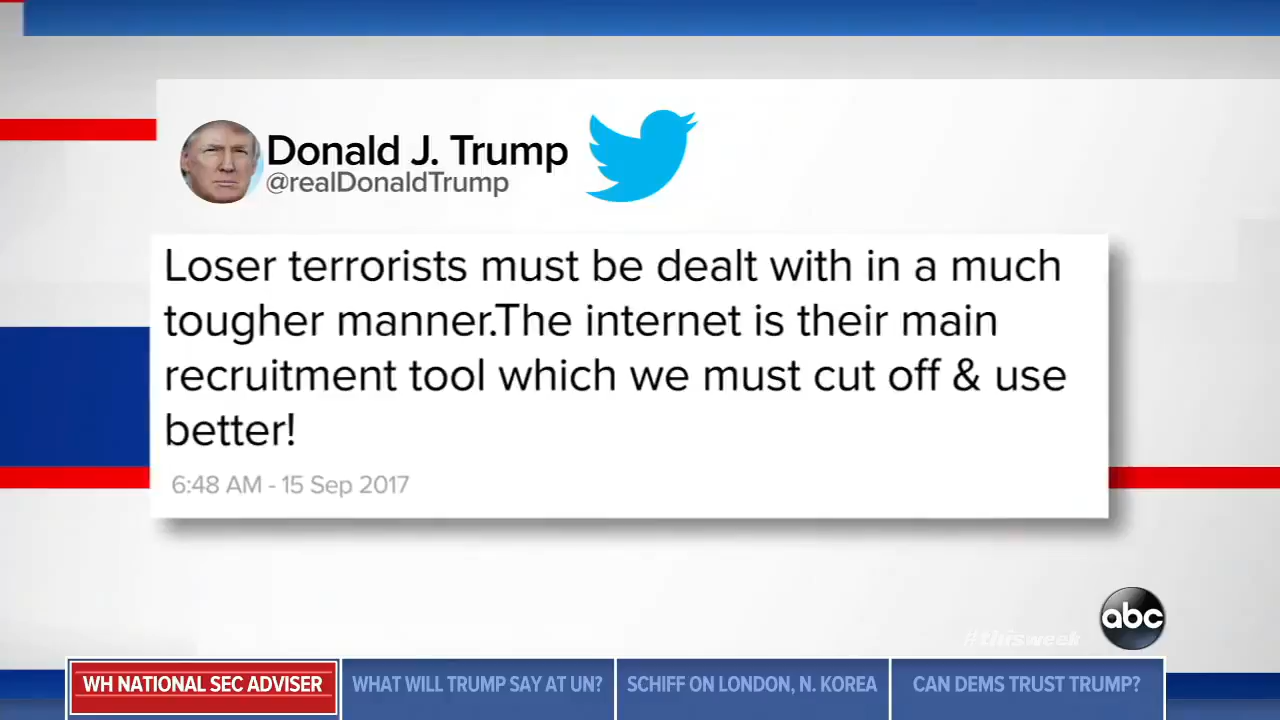 Donald J. Trump
@realDonaldTrump
Loser terrorists must be dealt with in a much
tougher manner.The internet is their main
recruitment tool which we must cut off & use
better!
6:48 AM - 15 Sep 2017
abc
#thisweek
WH NATIONAL SEC ADVISER
WHAT WILL TRUMP SAY AT UN?
SCHIFF ON LONDON, N. KOREA
CAN DEMS TRUST TRUMP?